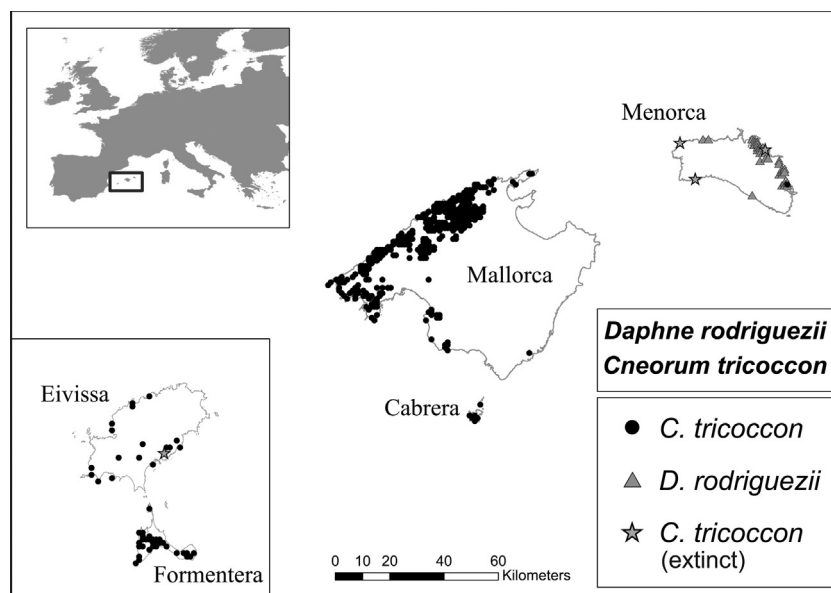 Menorca
Mallorca
Daphne rodriguezii
Cneorum tricoccon
Eivissa
Cabrera
C. tricoccon
D. rodriguezii
C. tricoccon
(extinct)
Formentera
0 10 20 40 60
Kilometers